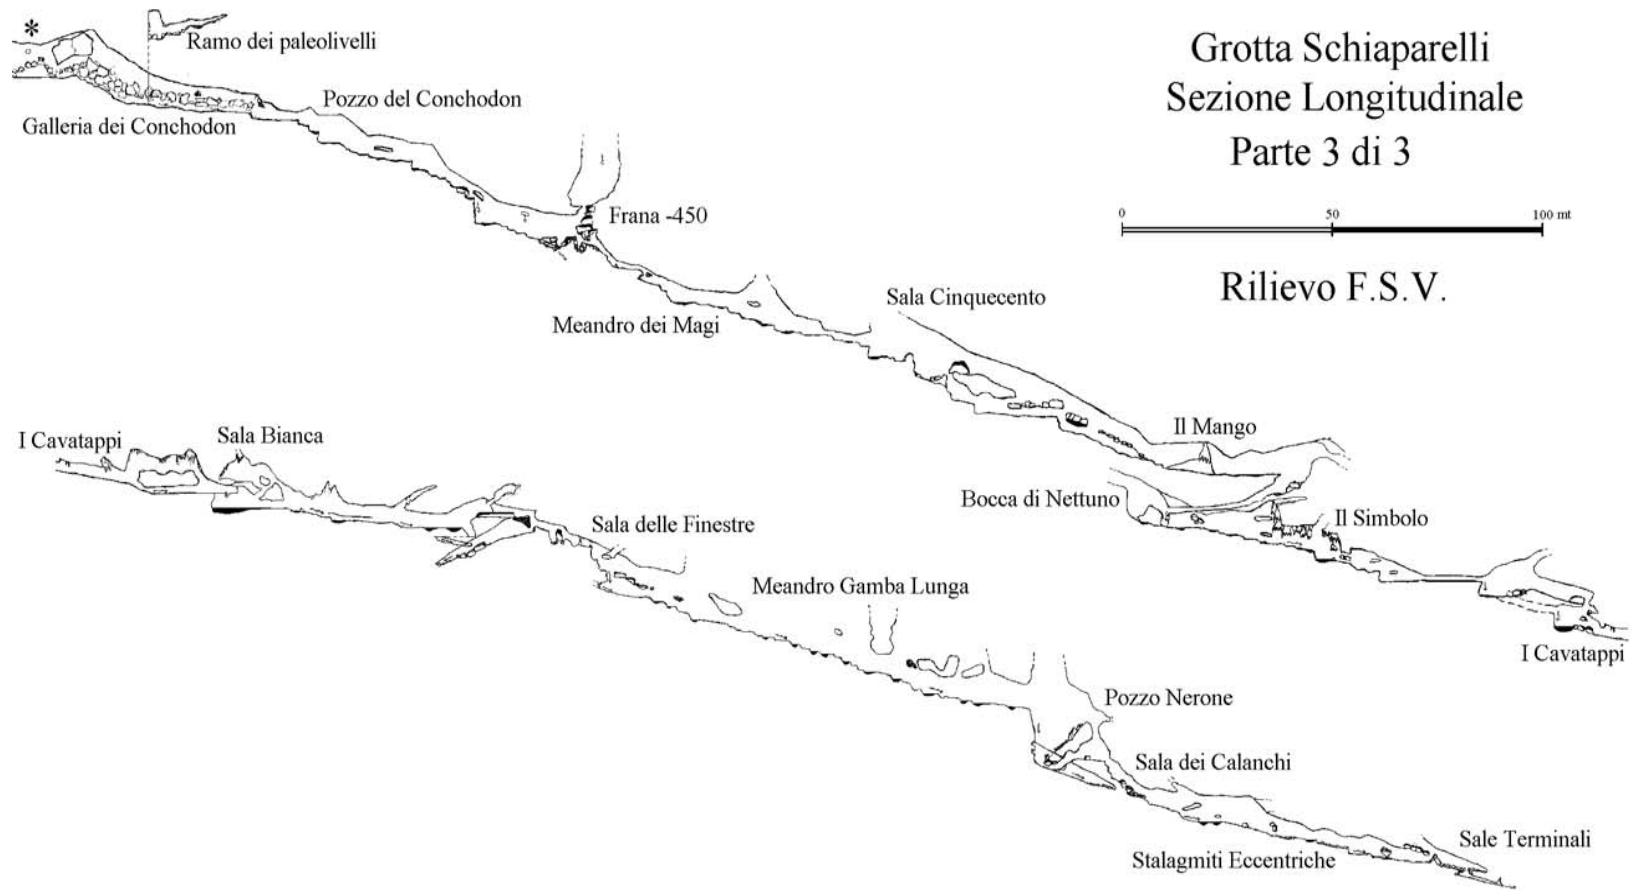 *
Ramo dei paleolivelli
Galleria dei Conchodon
Pozzo del Conchodon
Grotta Schiaparelli
Sezione Longitudinale
Parte 3 di 3
0 50 100 mt
Rilievo F.S.V.
Frana -450
Meandro dei Magi
Sala Cinquecento
Il Mango
Bocca di Nettuno
Il Simbolo
I Cavatappi
I Cavatappi
Sala Bianca
Sala delle Finestre
Meandro Gamba Lunga
Pozzo Nerone
Sala dei Calanchi
Stalagmiti Eccentriche
Sale Terminali